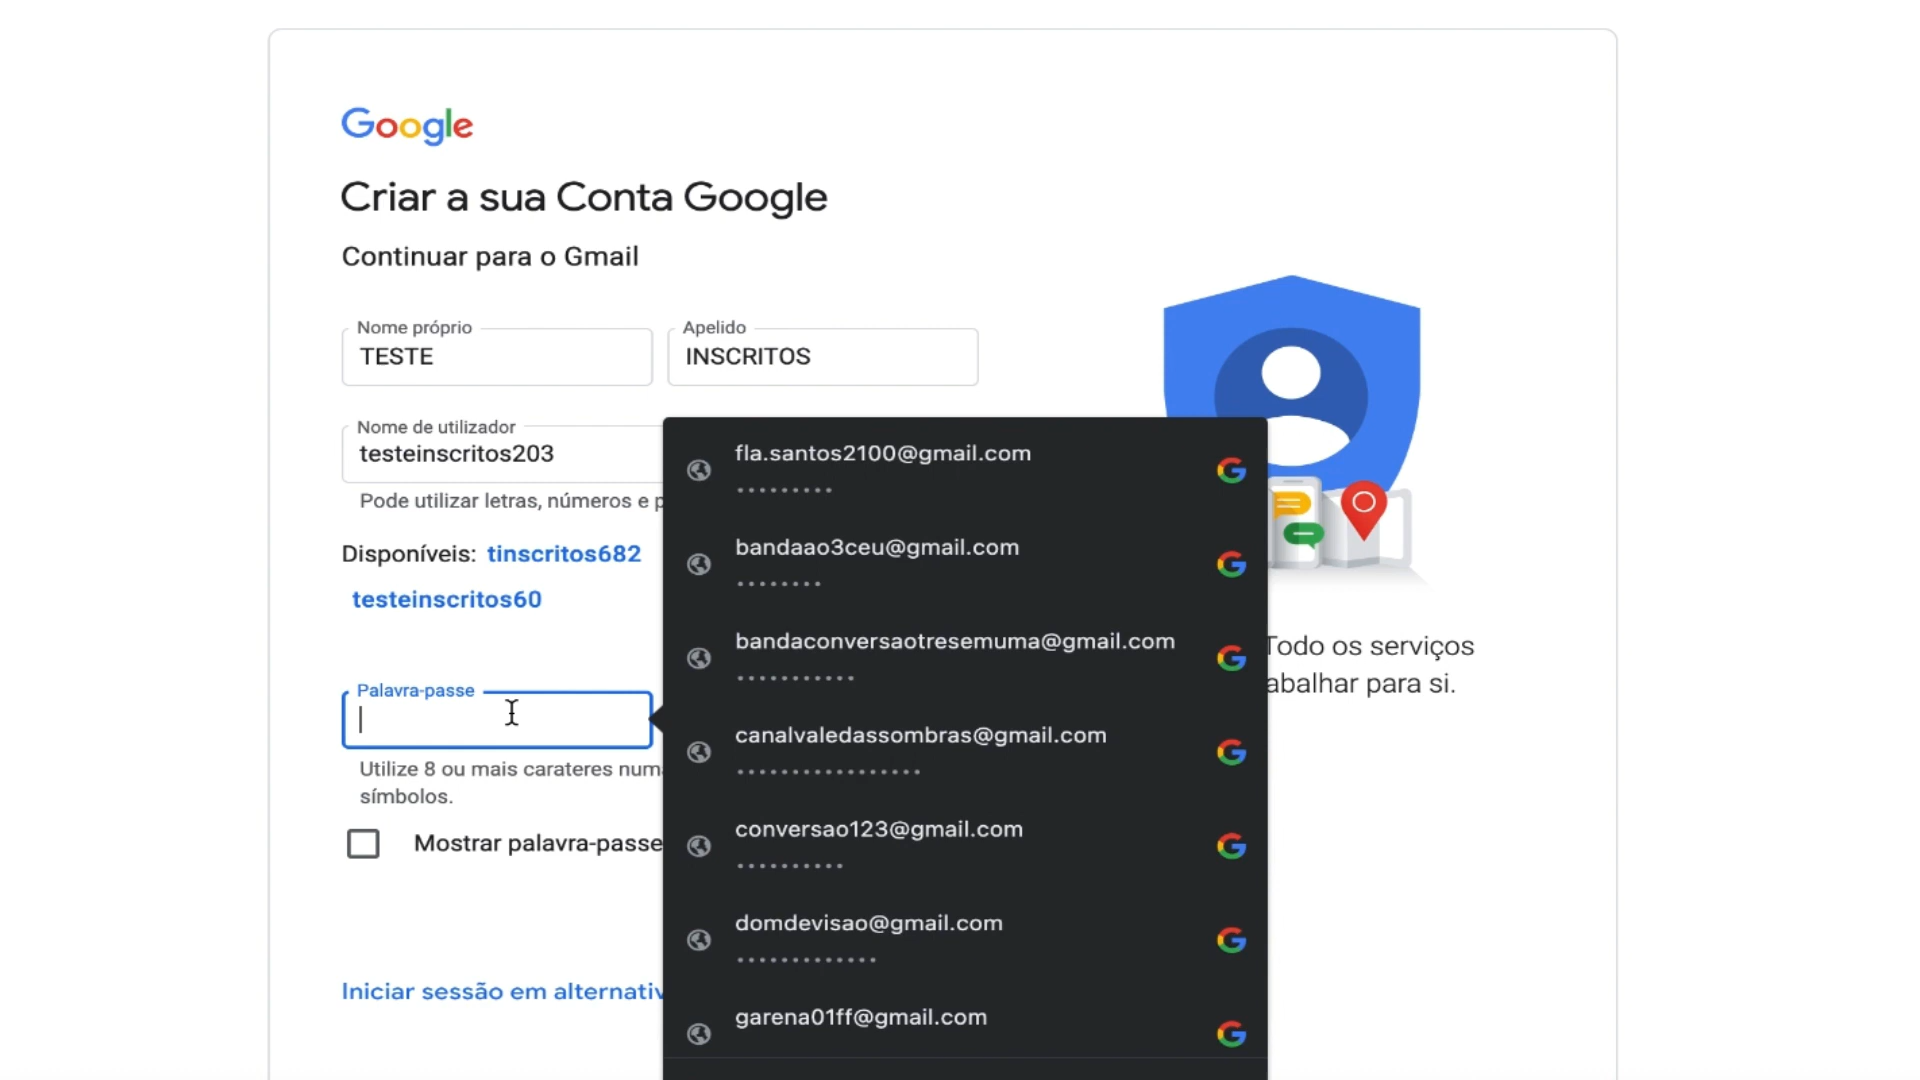 Google
Criar a sua Conta Google
Continuar para o Gmail
Nome próprio
TESTE
Apelido
INSCRITOS
Nome de utilizador
testeinscritos203
Pode utilizar letras, números e p
Disponíveis: tinscritos682
testeinscritos60
Palavra-passe
Utilize 8 ou mais carateres num
símbolos.
Mostrar palavra-passe
Iniciar sessão em alternativ
fla.santos2100@gmail.com
bandaao3ceu@gmail.com
bandaconversaotresemuma@gmail.com
canalvaledassombras@gmail.com
conversao123@gmail.com
domdevisao@gmail.com
garena01ff@gmail.com
Todo os serviços
abalhar para si.